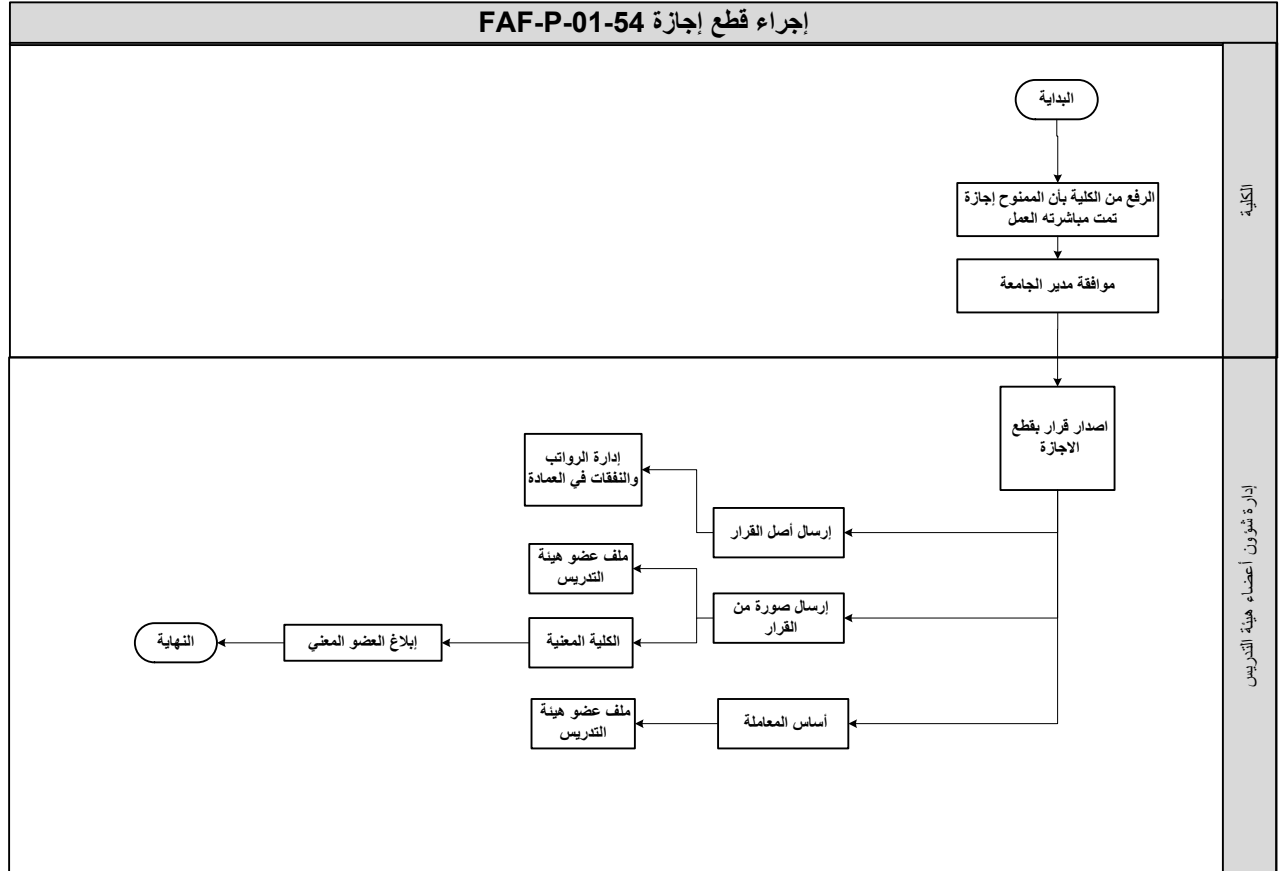 إجراء قطع إجازة FAF-P-01-54
الكلية
البداية
الرفع من الكلية بأن الممنوح إجازة
تمت مباشرته العمل
موافقة مدير الجامعة
إدارة شؤون أعضاء هيئة التدريس
اصدار قرار بقطع
الاجازة
إرسال أصل القرار
إدارة الرواتب
والنفقات في العمادة
إرسال صورة من
القرار
ملف عضو هيئة
التدريس
الكلية المعنية
إبلاغ العضو المعني
النهاية
أساس المعاملة
ملف عضو هيئة
التدريس